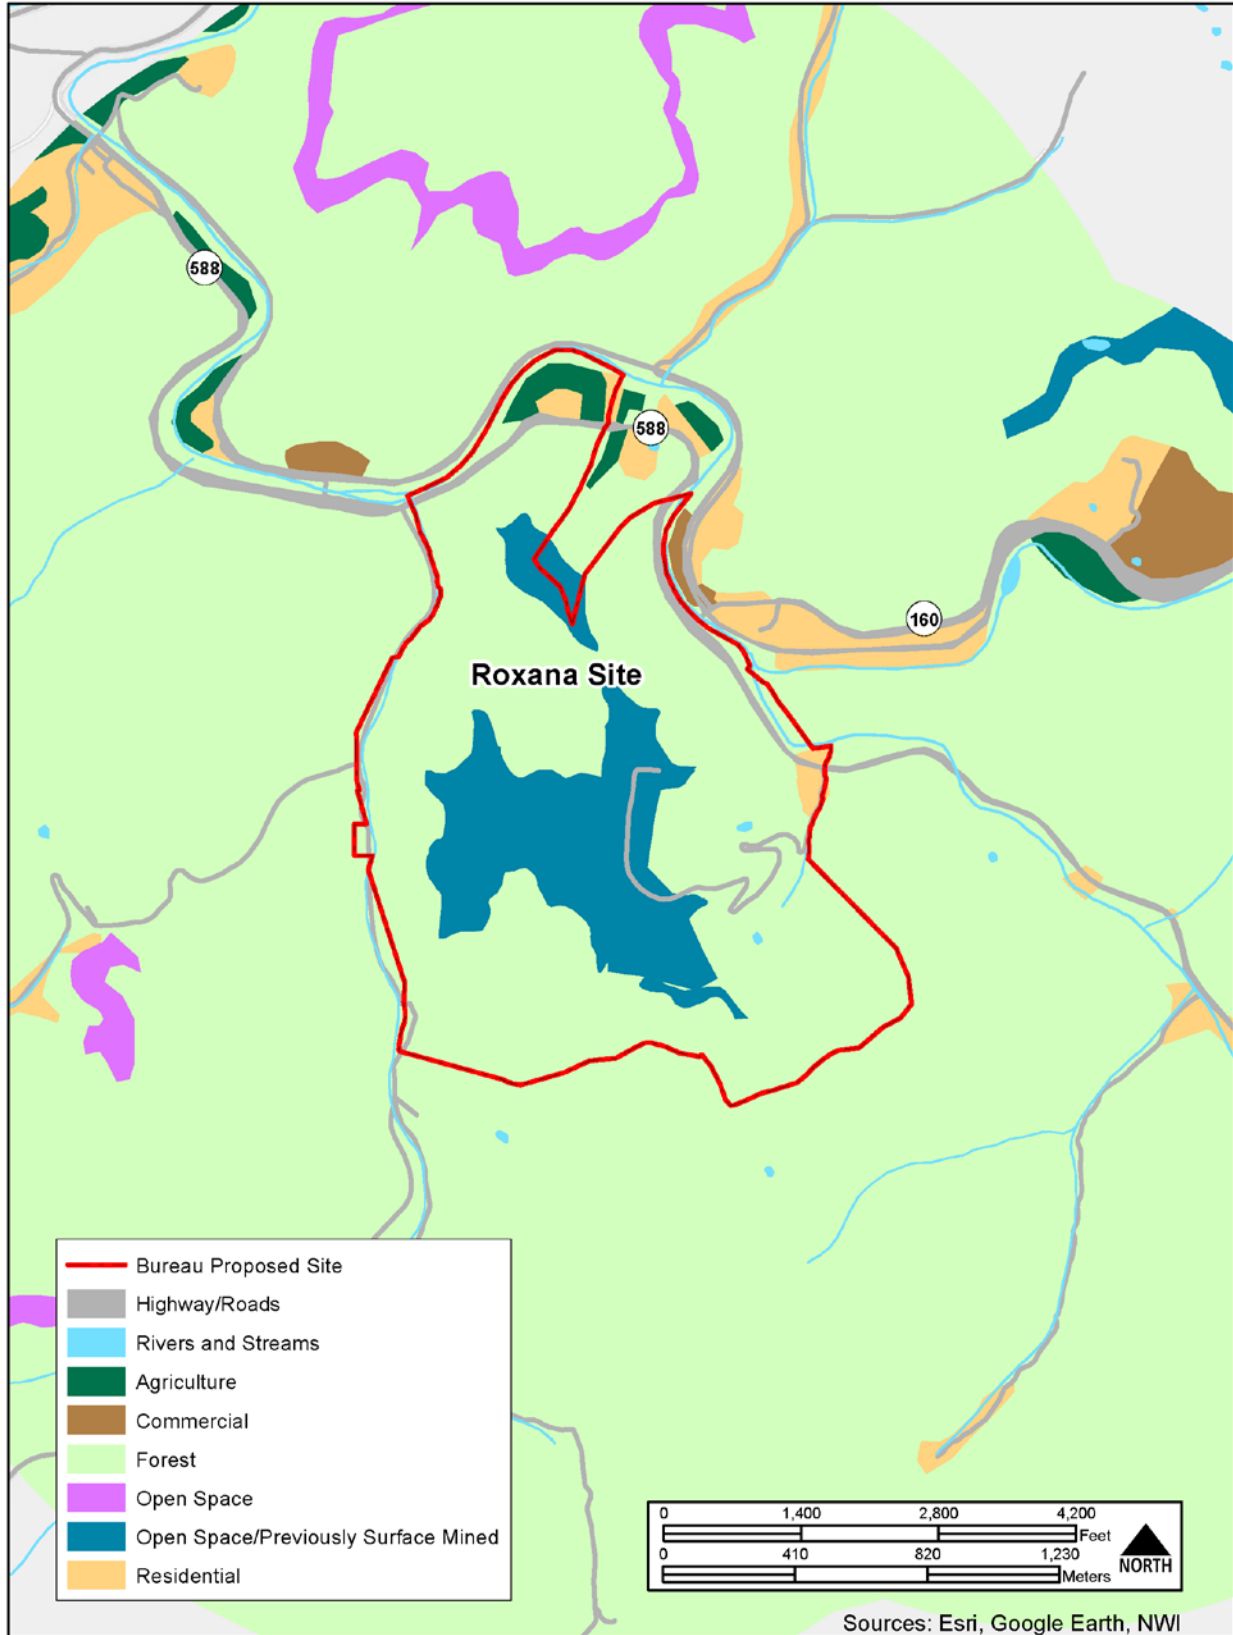 588
588
160
Roxana Site
Bureau Proposed Site
Highway/Roads
Rivers and Streams
Agriculture
Commercial
Forest
Open Space
Open Space/Previously Surface Mined
Residential
0 1,400 2,800 4,200
Feet
0 410 820 1,230
Meters
NORTH
Sources: Esri, Google Earth, NWI